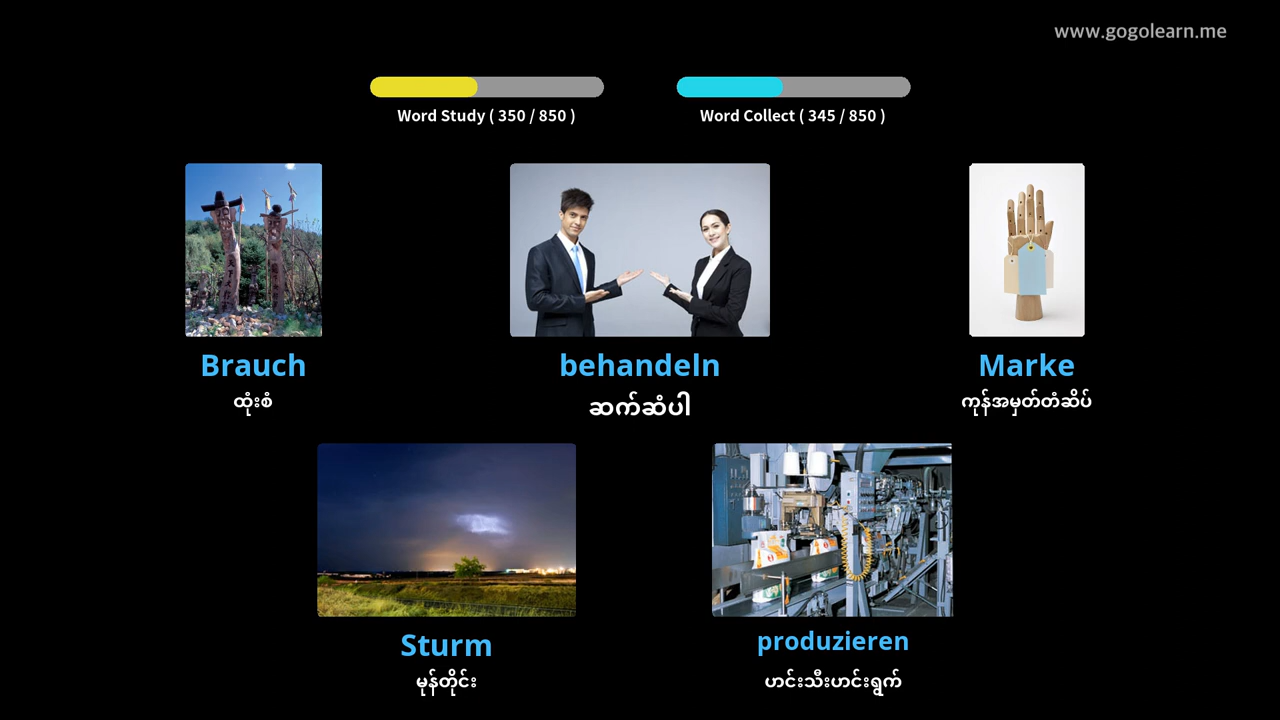 www.gogolearn.me
Word Study ( 350 / 850 )
Word Collect ( 345 / 850 )
Brauch
ထုံးစံ
behandeln
ဆက်ဆံပါ
Marke
ကုန်အမှတ်တံဆိပ်
Sturm
မုန်တိုင်း
produzieren
ဟင်းသီးဟင်းရွက်